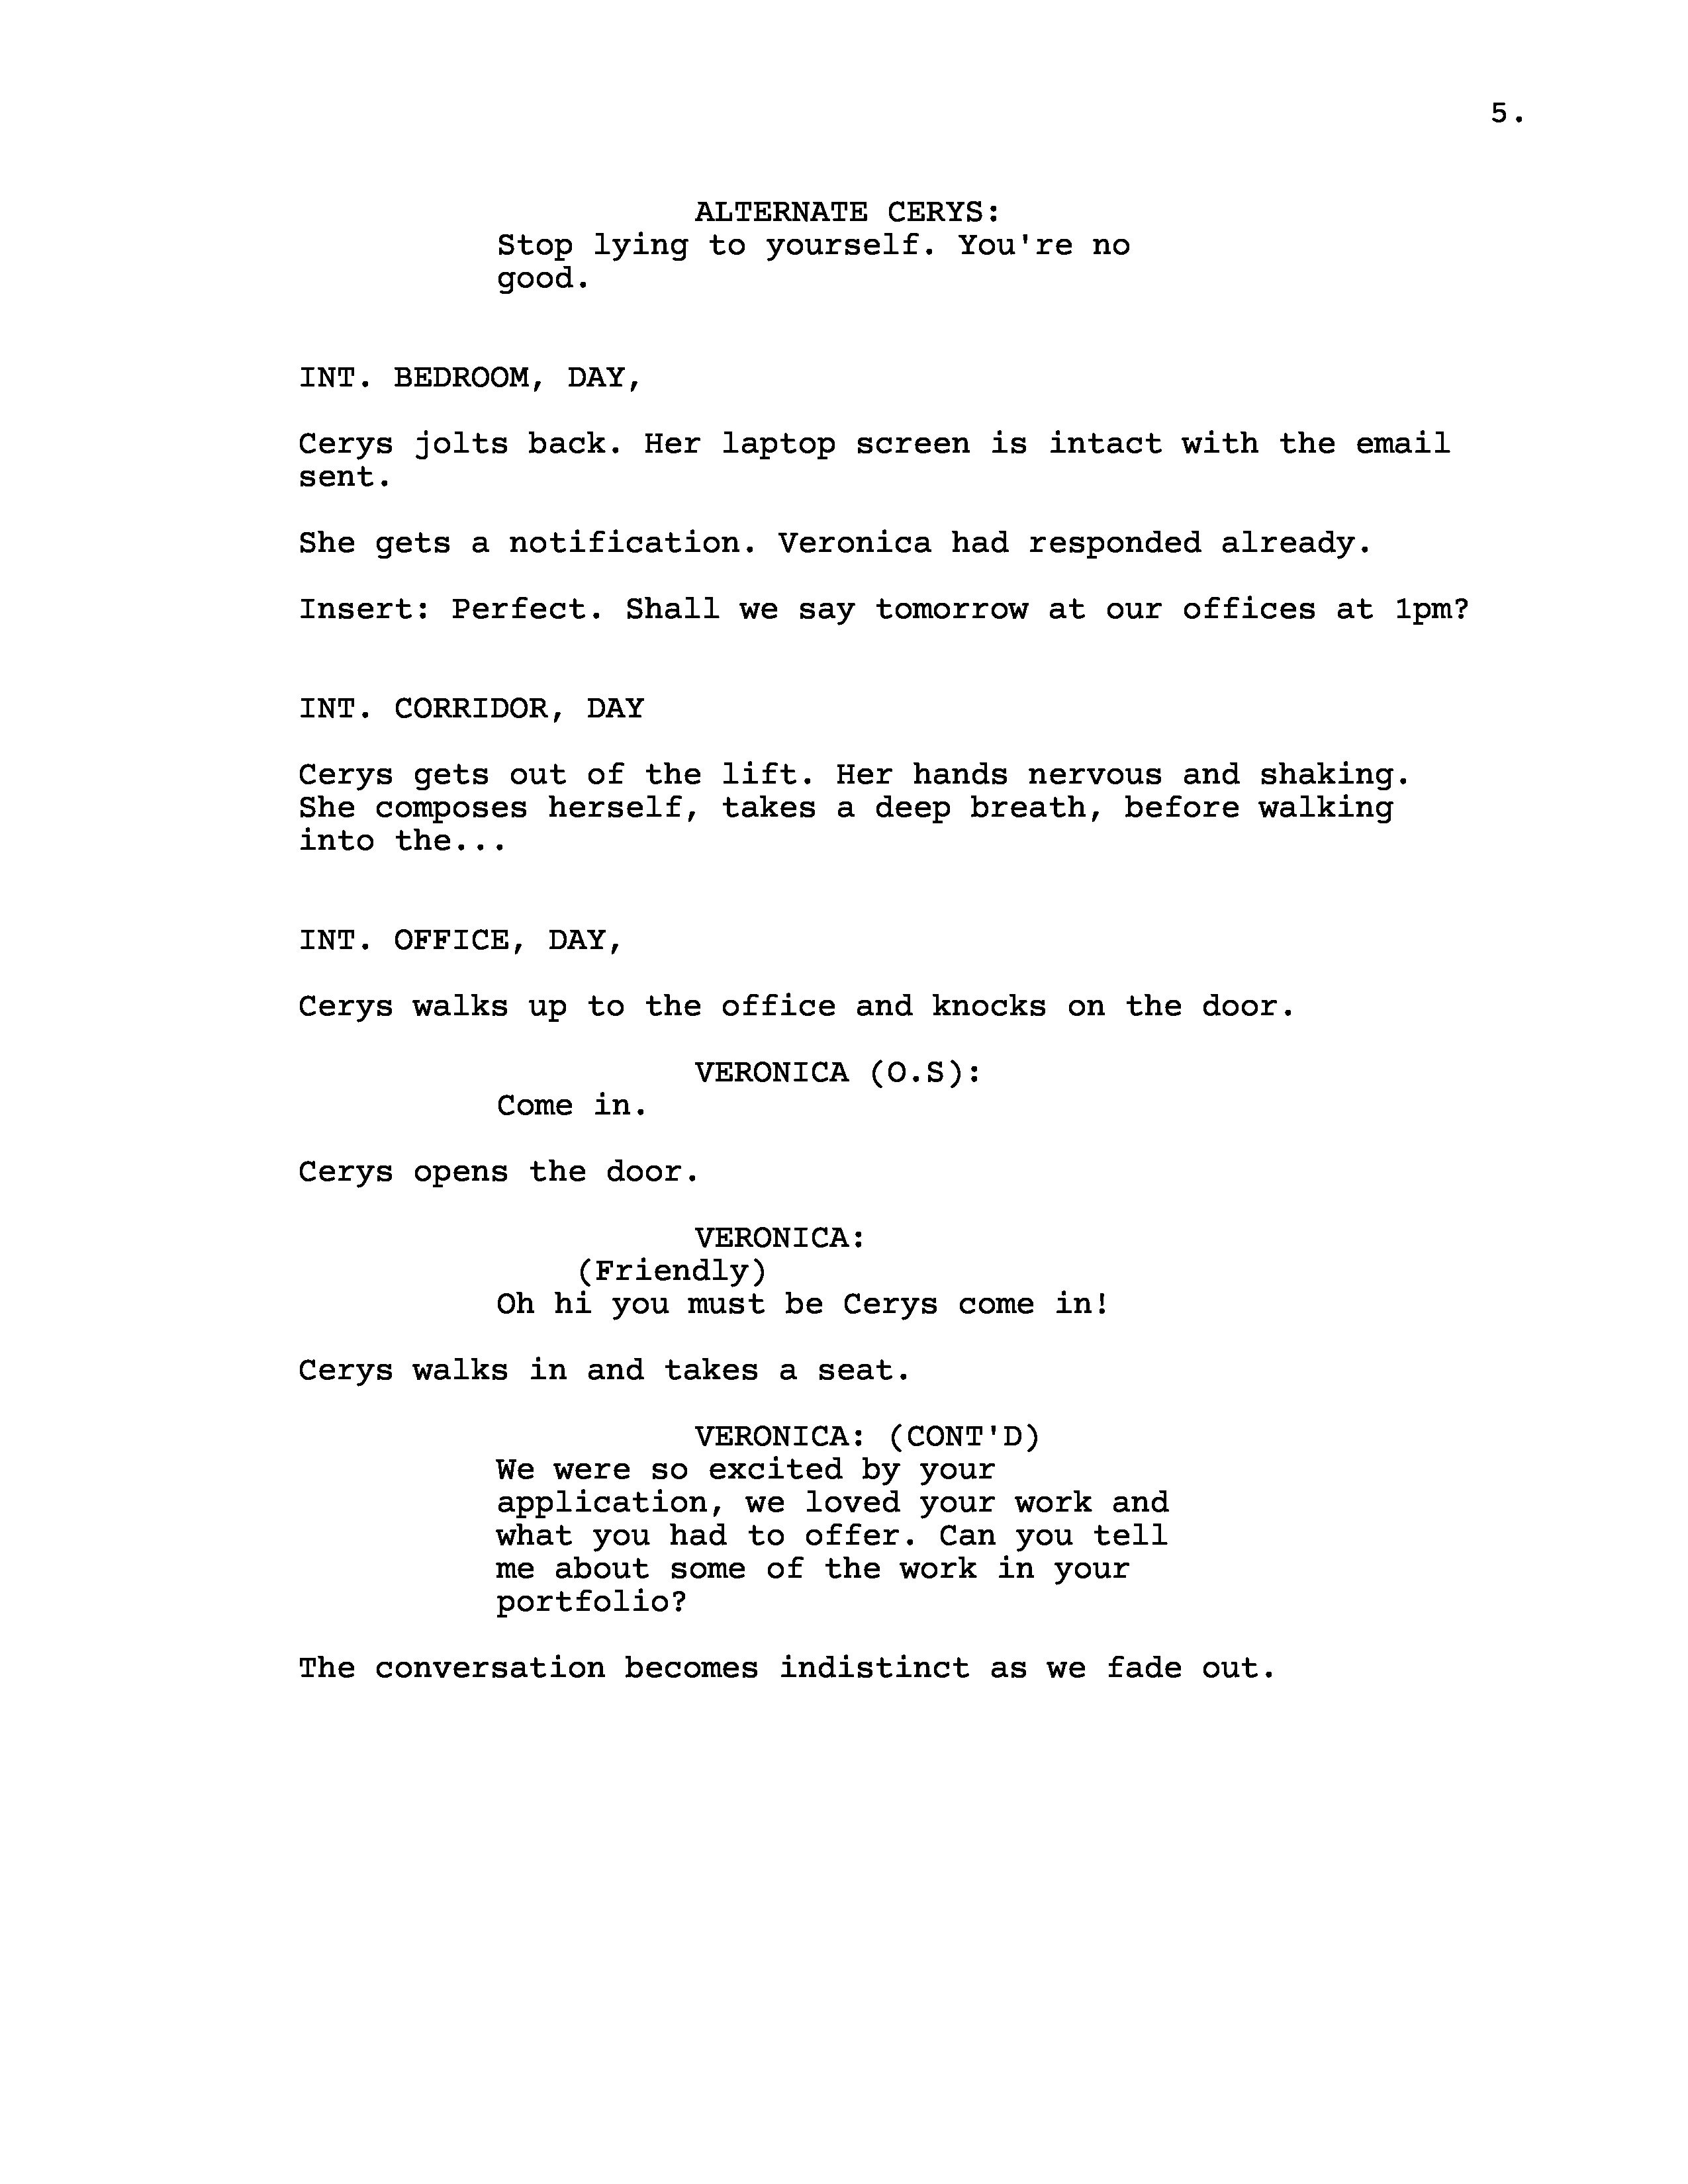 5.
ALTERNATE CERYS:
Stop lying to yourself. You're no
good.
INT. BEDROOM, DAY,
Cerys jolts back. Her laptop screen is intact with the email
sent.
She gets a notification. Veronica had responded already.
Insert: Perfect. Shall we say tomorrow at our offices at 1pm?
INT. CORRIDOR, DAY
Cerys gets out of the lift. Her hands nervous and shaking.
She composes herself, takes a deep breath, before walking
into the...
INT. OFFICE, DAY,
Cerys walks up to the office and knocks on the door.
VERONICA (O.S):
Come in.
Cerys opens the door.
VERONICA:
(Friendly)
Oh hi you must be Cerys come in!
Cerys walks in and takes a seat.
VERONICA: (CONT'D)
We were so excited by your
application, we loved your work and
what you had to offer. Can you tell
me about some of the work in your
portfolio?
The conversation becomes indistinct as we fade out.